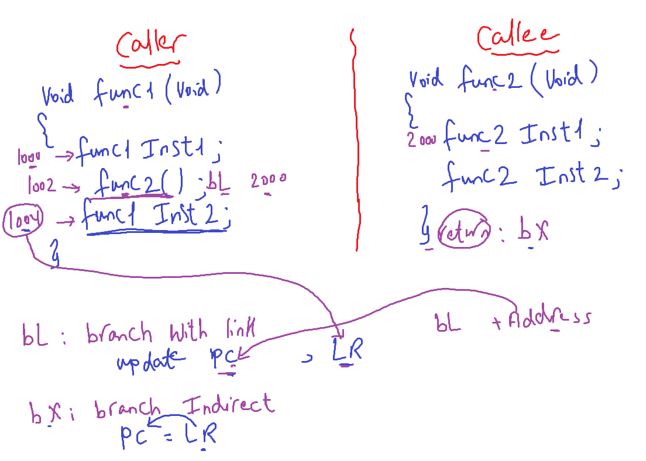 Caller
Void func1 (Void)
{
1000 → func1 Inst1;
1002 → func2(); bL 2000
1004 → func1 Inst 2;
}
Callee
Void func2 (Void)
{
2000 func2 Inst1;
func2 Inst 2;
} return: bX
bL: branch with link
update PC , LR
bL + Address
bX: branch Indirect
PC = LR